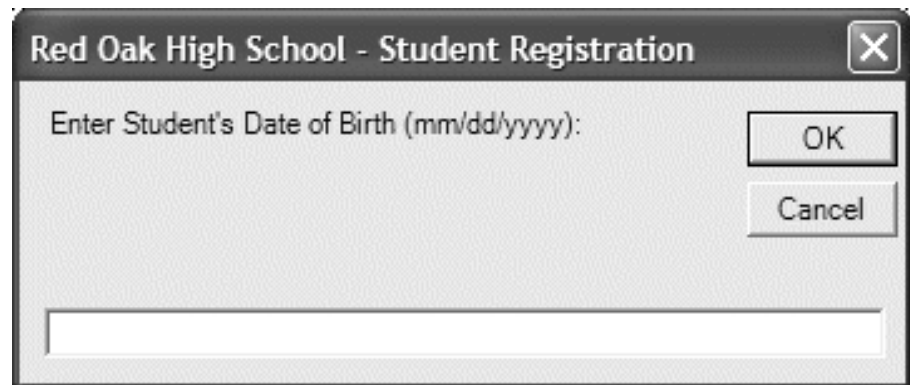 Red Oak High School - Student Registration
Enter Student's Date of Birth (mm/dd/yyyy):
OK
Cancel